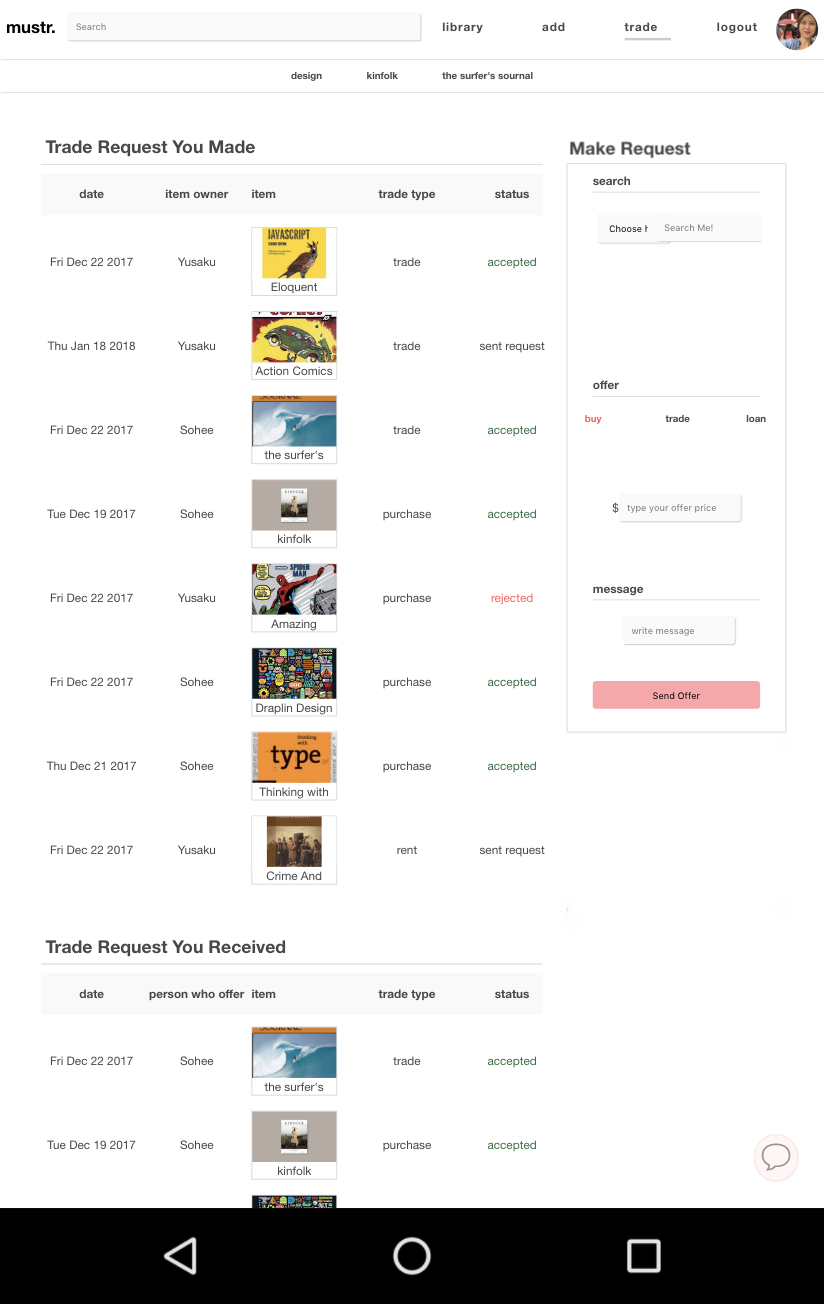 mustr.
Search
library
add
trade
logout
design
kinfolk
the surfer's sournal
Trade Request You Made
date item owner item trade type status
JAVASCRIPT
Fri Dec 22 2017 Yusaku trade accepted
Eloquent
Thu Jan 18 2018 Yusaku trade sent request
Action Comics
Fri Dec 22 2017 Sohee trade accepted
the surfer's
KINFOLK
Tue Dec 19 2017 Sohee purchase accepted
kinfolk
SPIDER
MAN
Fri Dec 22 2017 Yusaku purchase rejected
Amazing
Fri Dec 22 2017 Sohee purchase accepted
Draplin Design
thinking
with
type
Thu Dec 21 2017 Sohee purchase accepted
Thinking with
Fri Dec 22 2017 Yusaku rent sent request
Crime And
Make Request
search
Choose
Search Me!
offer
buy trade loan
$ type your offer price
message
write message
Send Offer
Trade Request You Received
date person who offer item trade type status
Fri Dec 22 2017 Sohee trade accepted
the surfer's
KINFOLK
Tue Dec 19 2017 Sohee purchase accepted
kinfolk